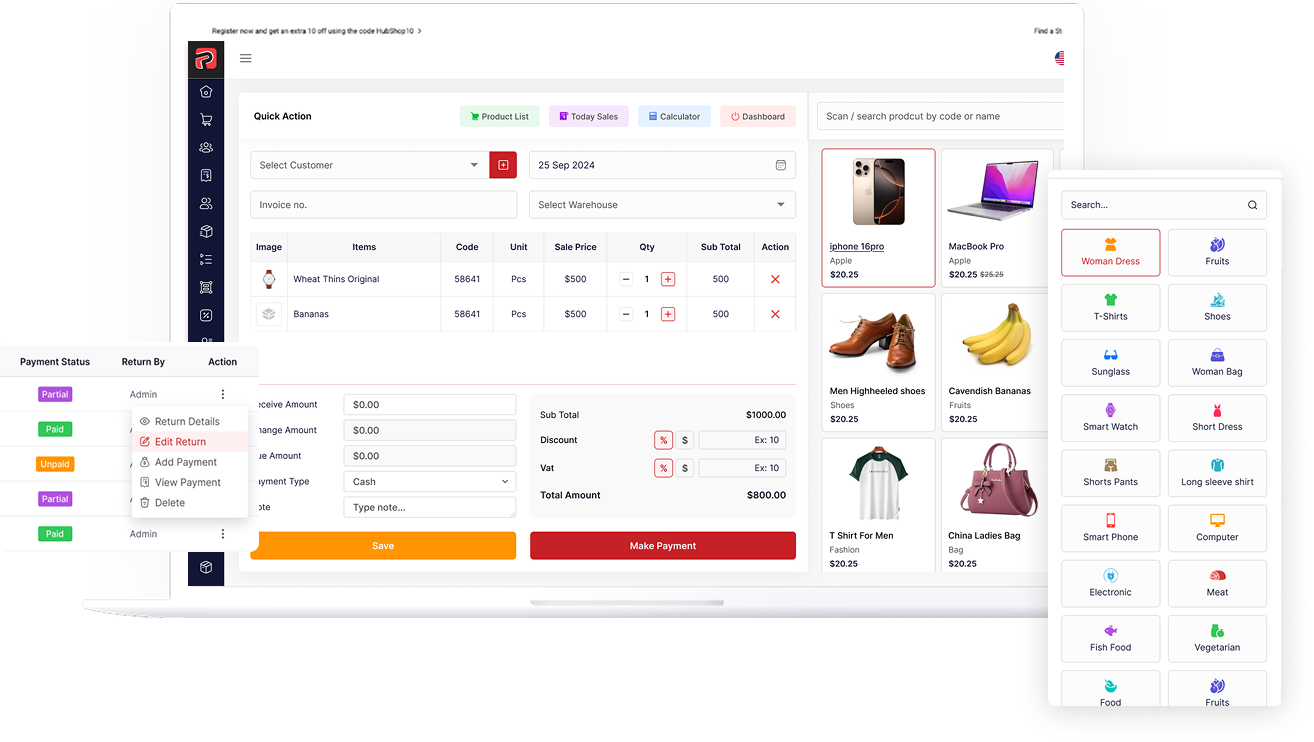 Register now and get an extra 10 off using the code HubShop10 >
Find a St
Quick Action
Product List
Today Sales
Calculator
Dashboard
Scan / search prodcut by code or name
Select Customer
25 Sep 2024
Invoice no.
Select Warehouse
Image Items Code Unit Sale Price Qty Sub Total Action
Wheat Thins Original 58641 Pcs $500 − 1 + 500
Bananas 58641 Pcs $500 − 1 + 500
eceive Amount $0.00
hange Amount $0.00
ue Amount $0.00
ayment Type Cash
ote Type note...
Sub Total $1000.00
Discount % $ Ex: 10
Vat % $ Ex: 10
Total Amount $800.00
Save
Make Payment
iphone 16pro
Apple
$20.25
MacBook Pro
Apple
$20.25 $25.25
Men Highheeled shoes
Shoes
$20.25
Cavendish Bananas
Fruits
$20.25
T Shirt For Men
Fashion
$20.25
China Ladies Bag
Bag
$20.25
Payment Status Return By Action
Partial Admin
Paid
Unpaid
Partial
Paid Admin
Return Details
Edit Return
Add Payment
View Payment
Delete
Search...
Woman Dress
Fruits
T-Shirts
Shoes
Sunglass
Woman Bag
Smart Watch
Short Dress
Shorts Pants
Long sleeve shirt
Smart Phone
Computer
Electronic
Meat
Fish Food
Vegetarian
Food
Fruits